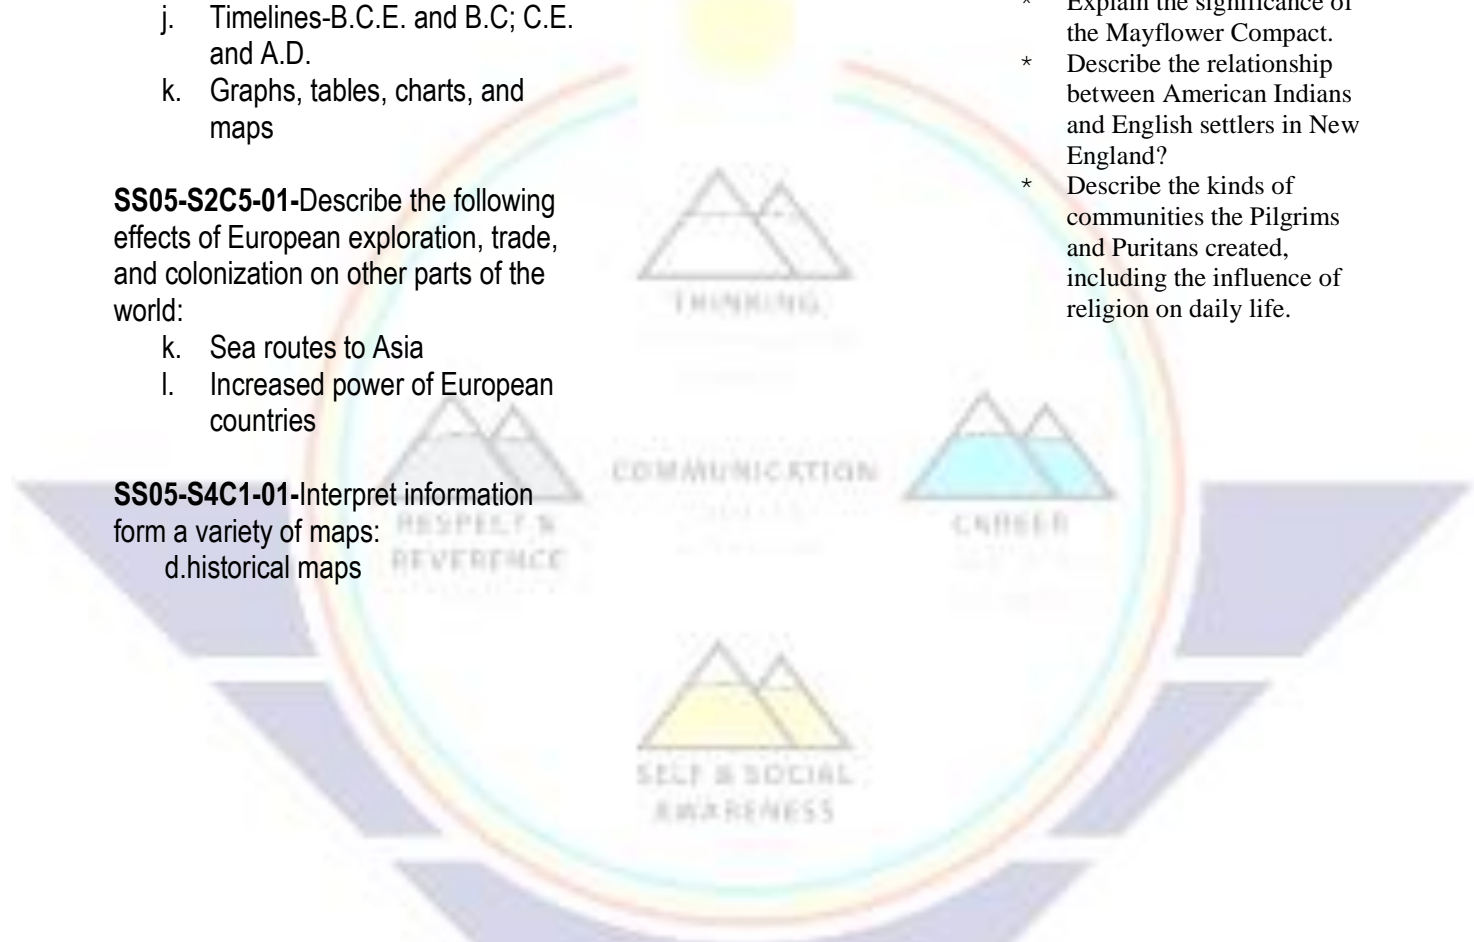 j. Timelines-B.C.E. and B.C; C.E.
and A.D.
k. Graphs, tables, charts, and
maps
SS05-S2C5-01-Describe the following
effects of European exploration, trade,
and colonization on other parts of the
world:
k. Sea routes to Asia
l. Increased power of European
countries
SS05-S4C1-01-Interpret information
form a variety of maps:
d.historical maps
* Explain the significance of
the Mayflower Compact.
* Describe the relationship
between American Indians
and English settlers in New
England?
* Describe the kinds of
communities the Pilgrims
and Puritans created,
including the influence of
religion on daily life.
THINKING
COMMUNICATION
RESPECT &
REVERENCE
CAREER
SELF & SOCIAL
AWARENESS